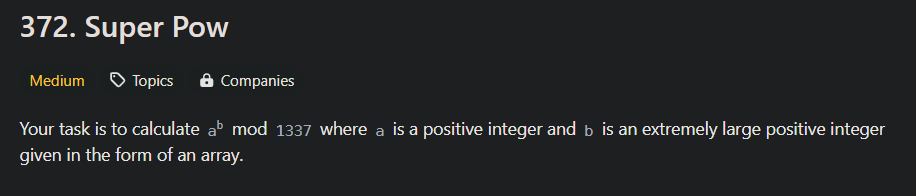 372. Super Pow
Medium Topics Companies
Your task is to calculate aᵇ mod 1337 where a is a positive integer and b is an extremely large positive integer
given in the form of an array.